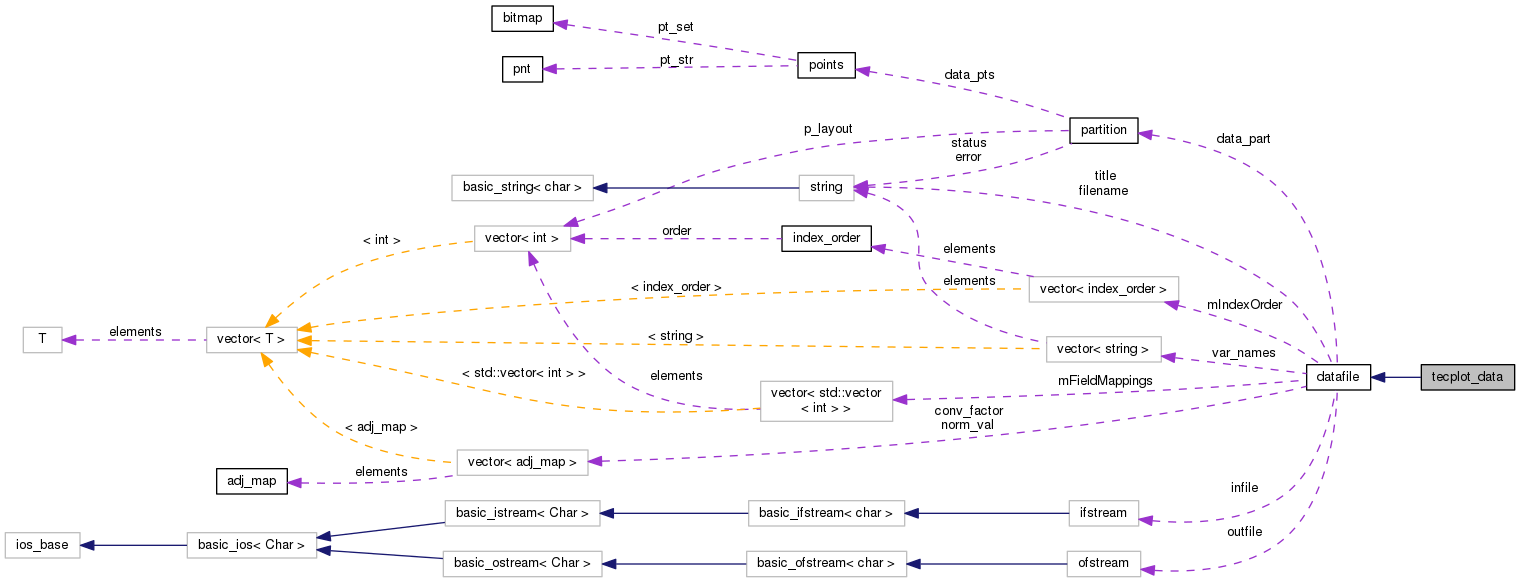 bitmap
pt_set
pnt
pt_str
points
data_pts
partition
p_layout
status
error
data_part
basic_string< char >
string
title
filename
vector< int >
order
index_order
< int >
elements
vector< index_order >
elements
< index_order >
mIndexOrder
T
elements
vector< T >
< string >
vector< string >
var_names
< std::vector< int > >
elements
vector< std::vector
< int > >
mFieldMappings
datafile
tecplot_data
conv_factor
norm_val
< adj_map >
vector< adj_map >
adj_map
elements
infile
basic_istream< Char >
basic_ifstream< char >
ifstream
ios_base
basic_ios< Char >
outfile
basic_ostream< Char >
basic_ofstream< char >
ofstream